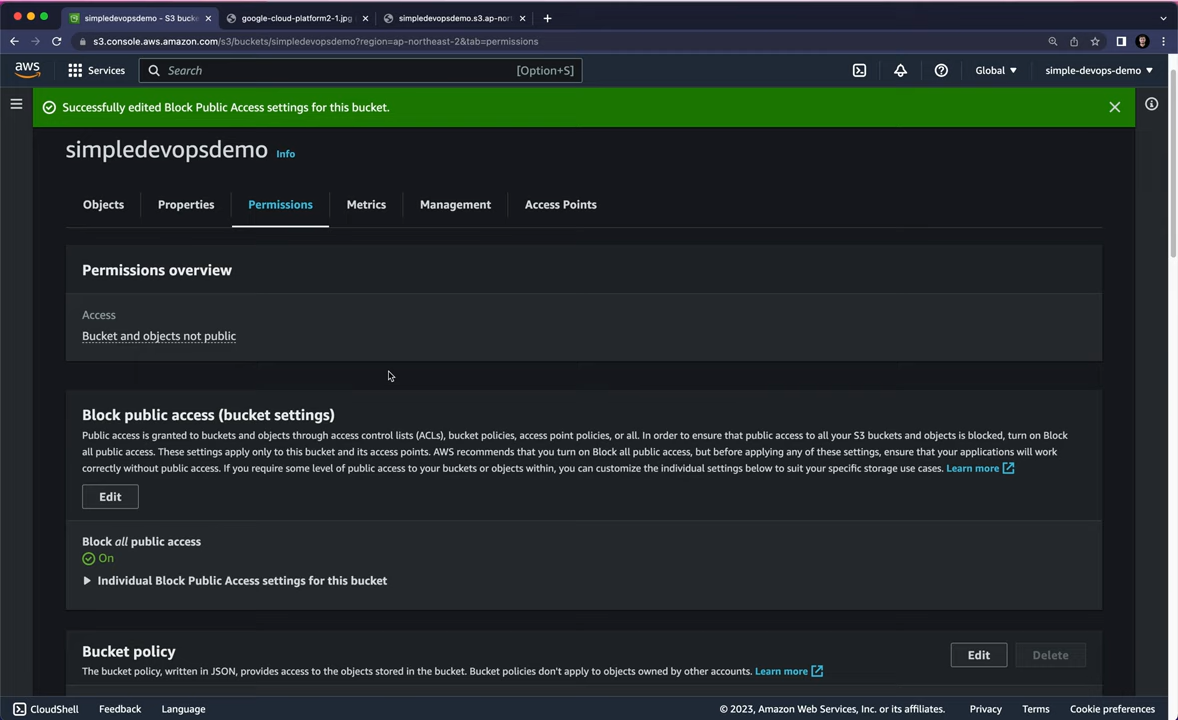 simpledevopsdemo - S3 bucke
google-cloud-platform2-1.jpg
simpledevopsdemo.s3.ap-nort
s3.console.aws.amazon.com/s3/buckets/simpledevopsdemo?region=ap-northeast-2&tab=permissions
aws
Services
Search
[Option+S]
Global
simple-devops-demo
Successfully edited Block Public Access settings for this bucket.
simpledevopsdemo
Info
Objects
Properties
Permissions
Metrics
Management
Access Points
Permissions overview
Access
Bucket and objects not public
Block public access (bucket settings)
Public access is granted to buckets and objects through access control lists (ACLs), bucket policies, access point policies, or all. In order to ensure that public access to all your S3 buckets and objects is blocked, turn on Block
all public access. These settings apply only to this bucket and its access points. AWS recommends that you turn on Block all public access, but before applying any of these settings, ensure that your applications will work
correctly without public access. If you require some level of public access to your buckets or objects within, you can customize the individual settings below to suit your specific storage use cases. Learn more
Edit
Block all public access
On
Individual Block Public Access settings for this bucket
Bucket policy
Edit
Delete
The bucket policy, written in JSON, provides access to the objects stored in the bucket. Bucket policies don't apply to objects owned by other accounts. Learn more
CloudShell
Feedback
Language
© 2023, Amazon Web Services, Inc. or its affiliates.
Privacy
Terms
Cookie preferences